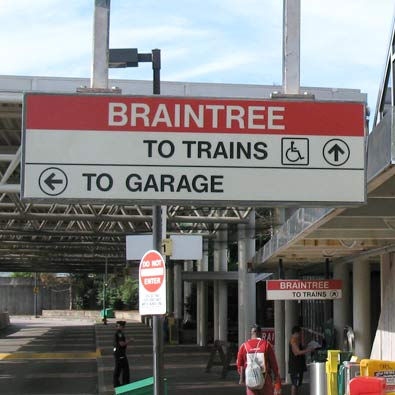 BRAINTREE
TO TRAINS
TO GARAGE
DO NOT
ENTER
BRAINTREE
TO TRAINS